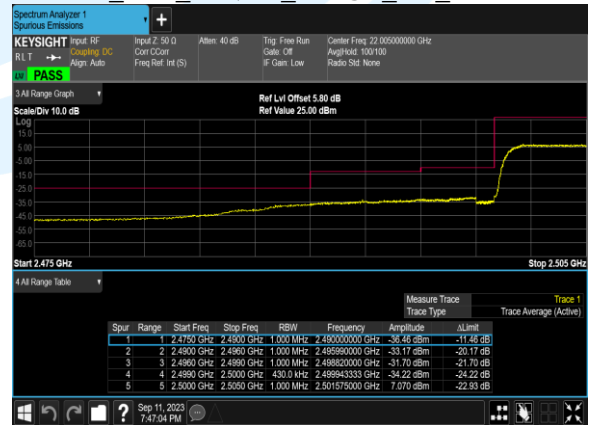 Spectrum Analyzer 1
Spurious Emissions
+
KEYSIGHT Input: RF Input Z: 50 Ω Atten: 40 dB Trig: Free Run Center Freq: 22.005000000 GHz
RLT Coupling: DC Corr CCorr Gate: Off Avg|Hold: 100/100
Align: Auto Freq Ref: Int (S) IF Gain: Low Radio Std: None
PASS
3 All Range Graph
Ref Lvl Offset 5.80 dB
Scale/Div 10.0 dB Ref Value 25.00 dBm
Log
15.0
5.00
-5.00
-15.0
-25.0
-35.0
-45.0
-55.0
-65.0
Start 2.475 GHz Stop 2.505 GHz
4 All Range Table
Measure Trace Trace 1
Trace Type Trace Average (Active)
Spur Range Start Freq Stop Freq RBW Frequency Amplitude ΔLimit
1 1 2.4750 GHz 2.4900 GHz 1.000 MHz 2.490000000 GHz -36.46 dBm -11.46 dB
2 2 2.4900 GHz 2.4960 GHz 1.000 MHz 2.495990000 GHz -33.17 dBm -20.17 dB
3 3 2.4960 GHz 2.4990 GHz 1.000 MHz 2.498820000 GHz -31.70 dBm -21.70 dB
4 4 2.4990 GHz 2.5000 GHz 430.0 kHz 2.499943333 GHz -34.22 dBm -24.22 dB
5 5 2.5000 GHz 2.5050 GHz 1.000 MHz 2.501575000 GHz 7.070 dBm -22.93 dB
? Sep 11, 2023
7:47:04 PM